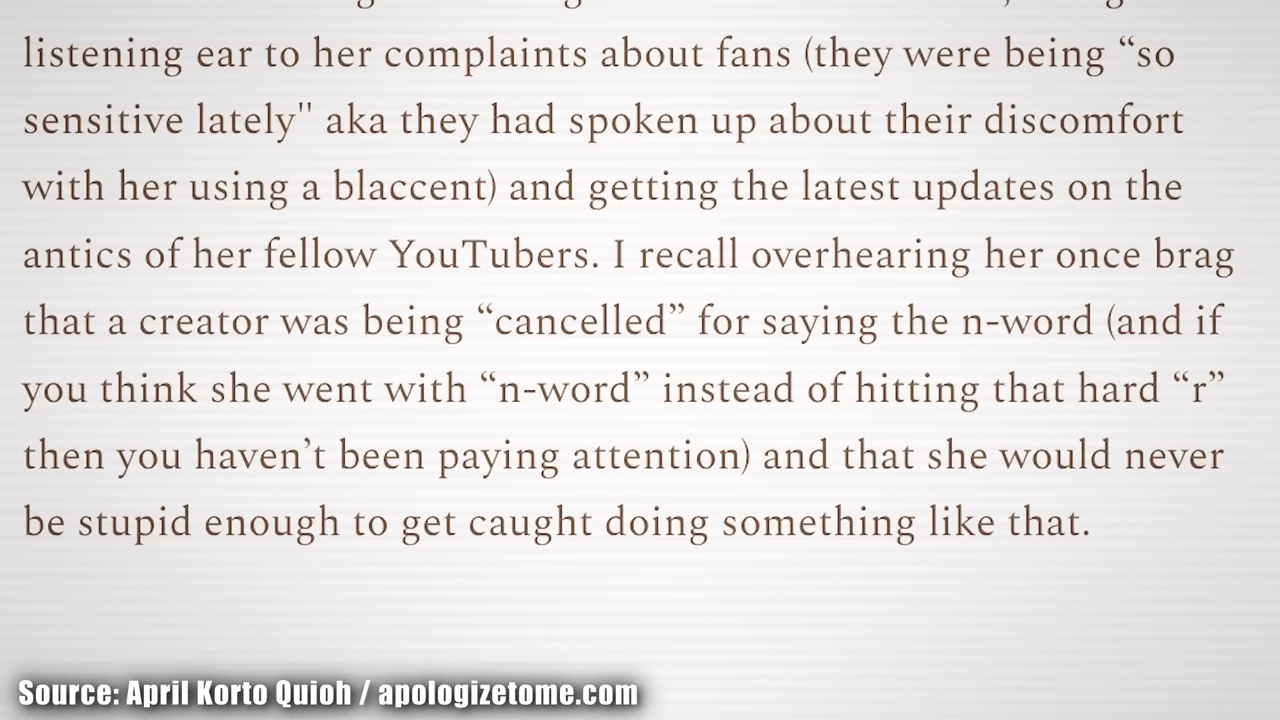 listening ear to her complaints about fans (they were being “so
sensitive lately" aka they had spoken up about their discomfort
with her using a blaccent) and getting the latest updates on the
antics of her fellow YouTubers. I recall overhearing her once brag
that a creator was being “cancelled” for saying the n-word (and if
you think she went with “n-word” instead of hitting that hard “r”
then you haven’t been paying attention) and that she would never
be stupid enough to get caught doing something like that.
Source: April Korto Quioh / apologizetome.com